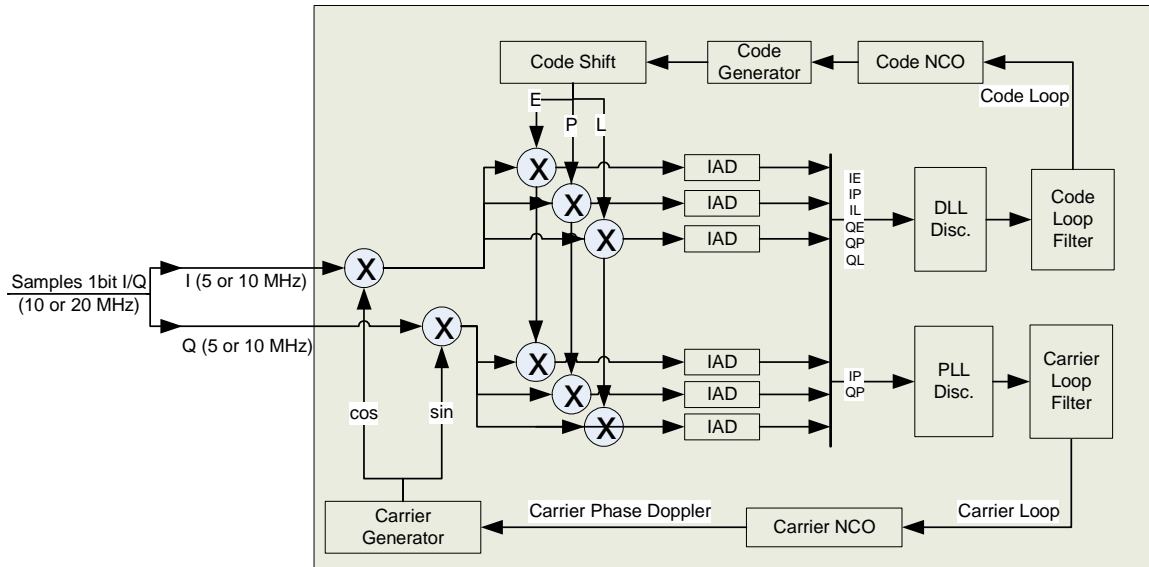 Code Shift
Code
Generator
Code NCO
Code Loop
E
P
L
X
IAD
X
IAD
X
IAD
IE
IP
IL
QE
QP
QL
DLL
Disc.
Code
Loop
Filter
Samples 1bit I/Q
(10 or 20 MHz)
I (5 or 10 MHz)
X
Q (5 or 10 MHz)
X
X
IAD
X
IAD
X
IAD
IP
QP
PLL
Disc.
Carrier
Loop
Filter
cos
sin
Carrier
Generator
Carrier Phase Doppler
Carrier NCO
Carrier Loop